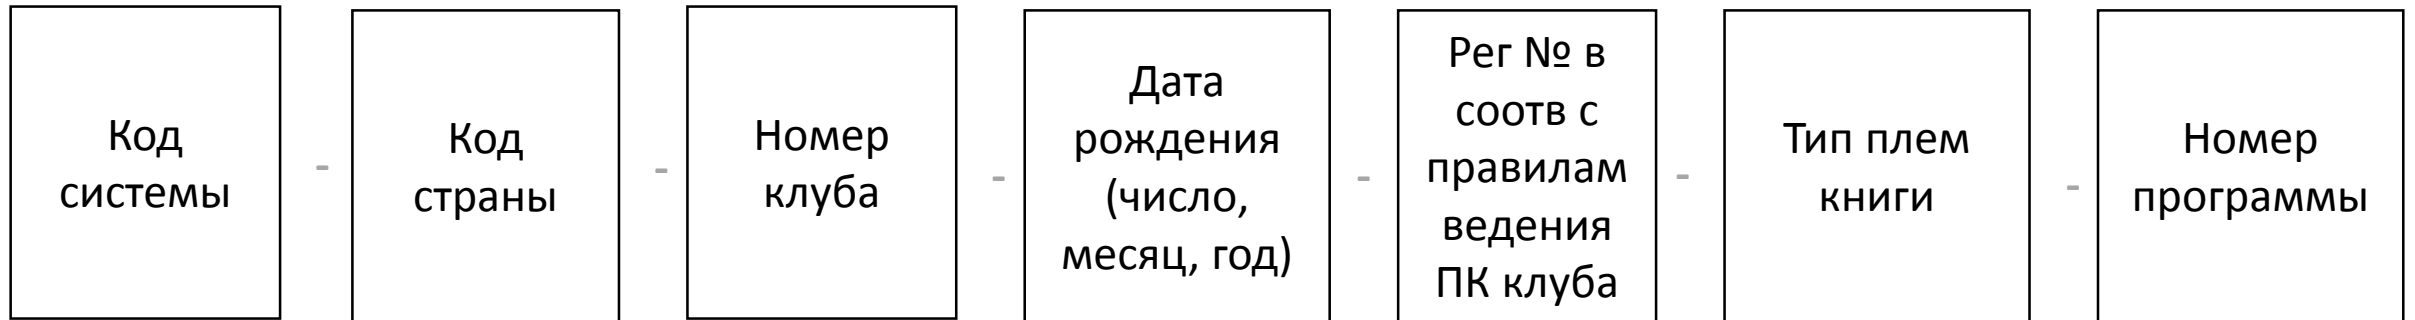 Код
системы
-
Код
страны
-
Номер
клуба
-
Дата
рождения
(число,
месяц, год)
-
Рег № в
соотв с
правилам
ведения
ПК клуба
-
Тип плем
книги
-
Номер
программы